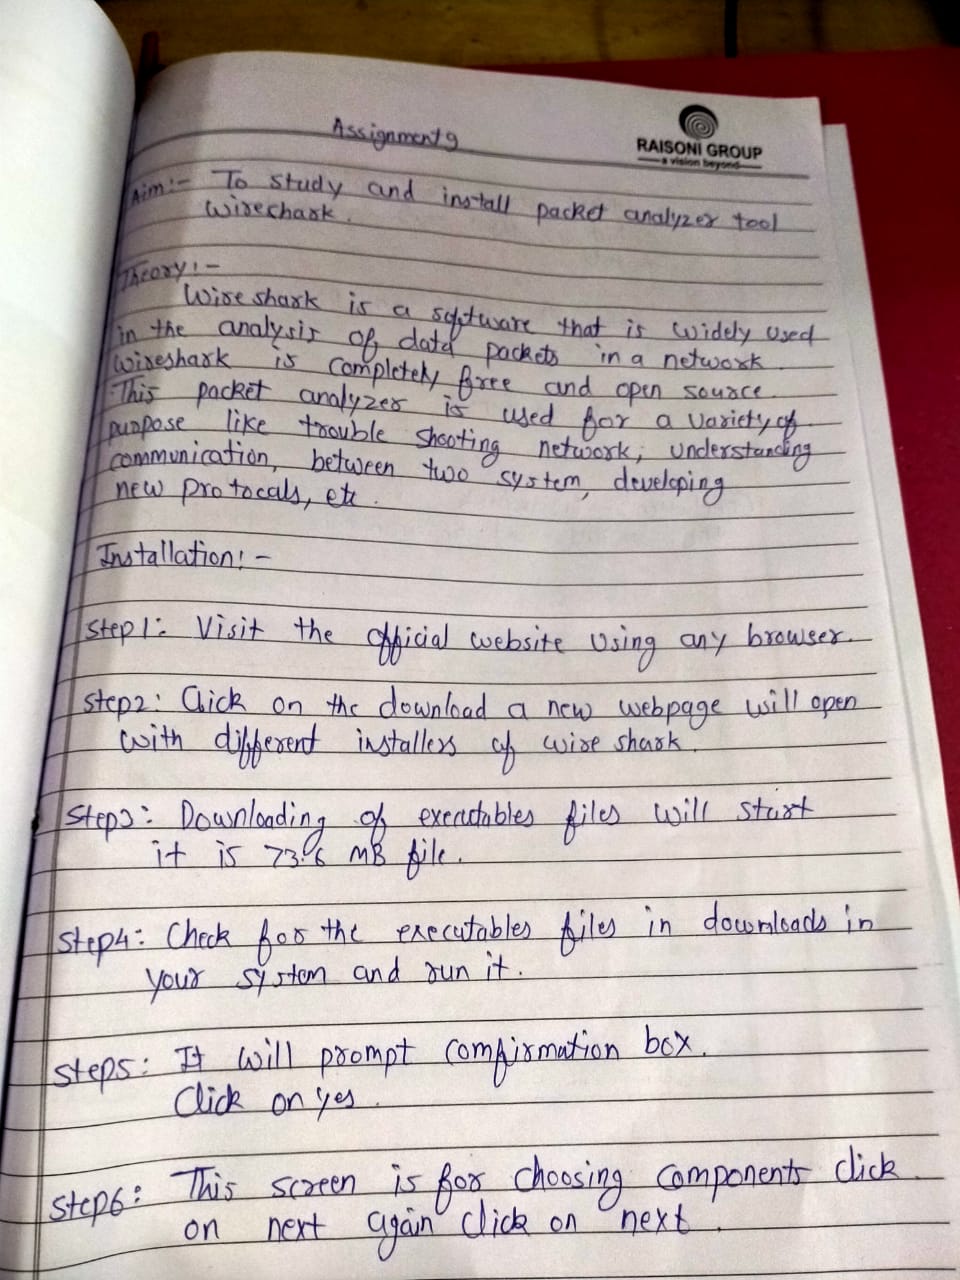 Assignment 9
RAISONI GROUP
a vision beyond
Aim:- To study and install packet analyzer tool
Wirechark.
Theory:-
Wire shark is a software that is widely used
in the analysis of data packets in a network.
Wireshark is completely free and open source.
This packet analyzer is used for a variety of
purpose like trouble shooting network, understanding
communication, between two system, developing
new protocals, etc.
Installation:-
Step1: Visit the official website using any browser.
Step2: Click on the download a new webpage will open
with different installers of wire shark.
Step3: Downloading of executables files will start
it is 73.6 MB file.
Step4: Check for the executables files in downloads in
your system and run it.
Step5: It will prompt comfirmation box.
Click on yes.
Step6: This screen is for choosing components click
on next again click on next.